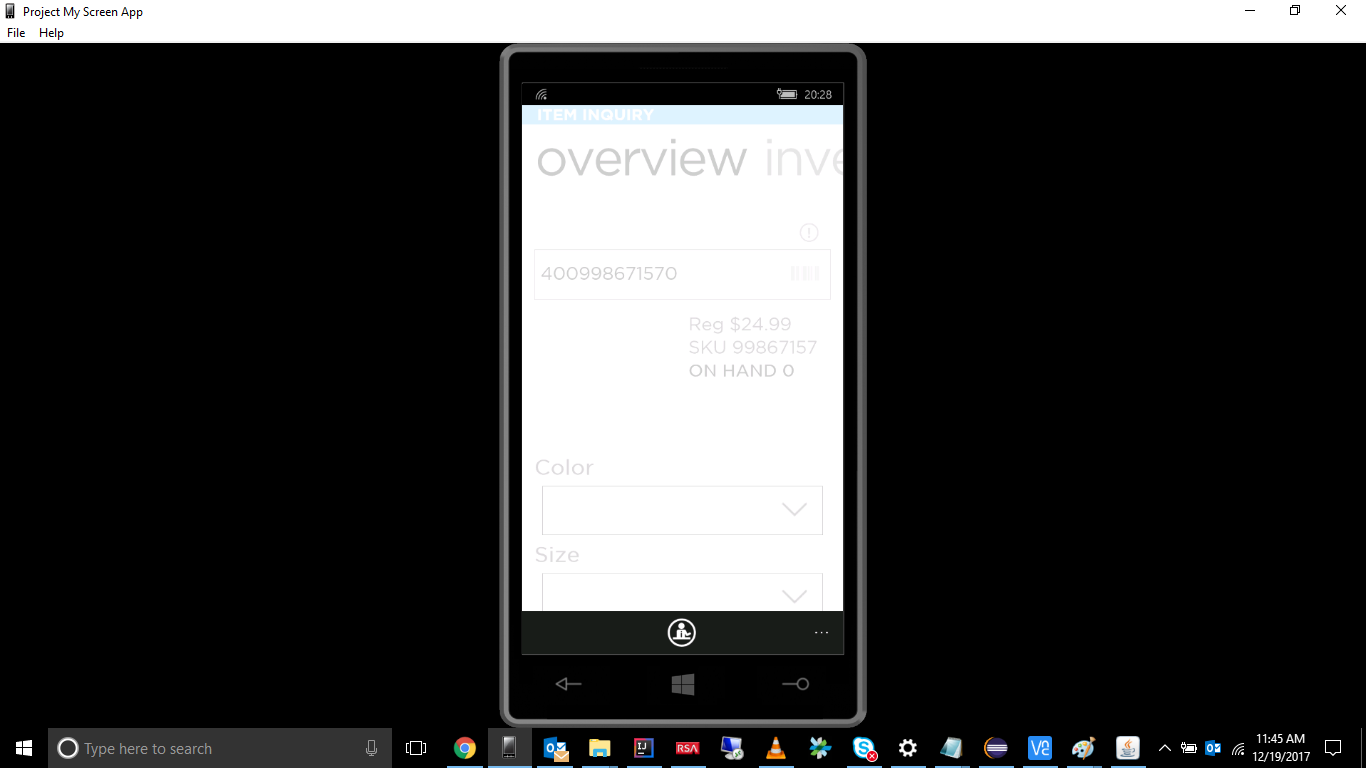 Project My Screen App
File Help
20:28
ITEM INQUIRY
overview inve
400998671570
Reg $24.99
SKU 99867157
ON HAND 0
Color
Size
...
Type here to search
RSA
11:45 AM
12/19/2017